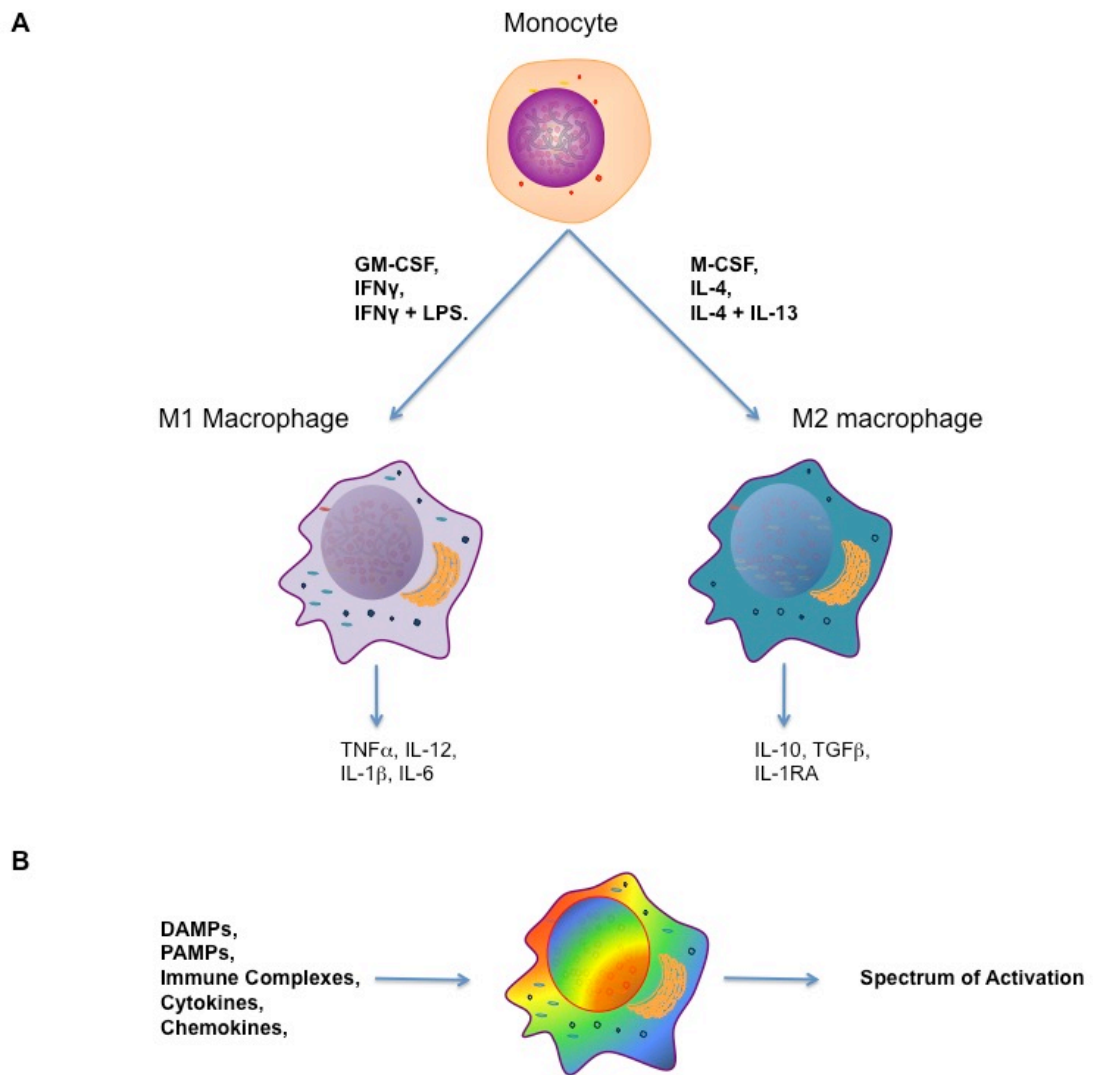 A
Monocyte
GM-CSF,
IFNγ,
IFNγ + LPS.
M-CSF,
IL-4,
IL-4 + IL-13
M1 Macrophage
M2 macrophage
TNFα, IL-12,
IL-1β, IL-6
IL-10, TGFβ,
IL-1RA
B
DAMPs,
PAMPs,
Immune Complexes,
Cytokines,
Chemokines,
Spectrum of Activation